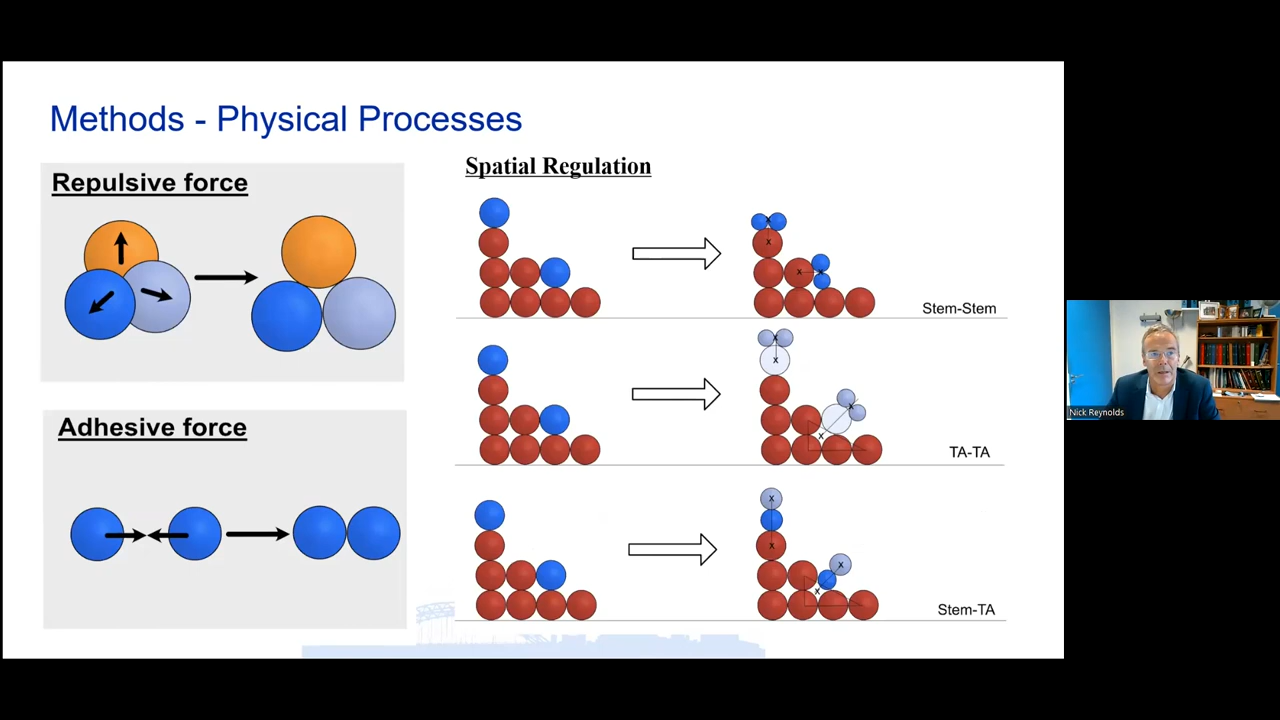 Methods - Physical Processes
Repulsive force
Spatial Regulation
Stem-Stem
TA-TA
Adhesive force
Stem-TA
x
x
x
x
x
x
x
x
x
x
x
x
Nick Reynolds